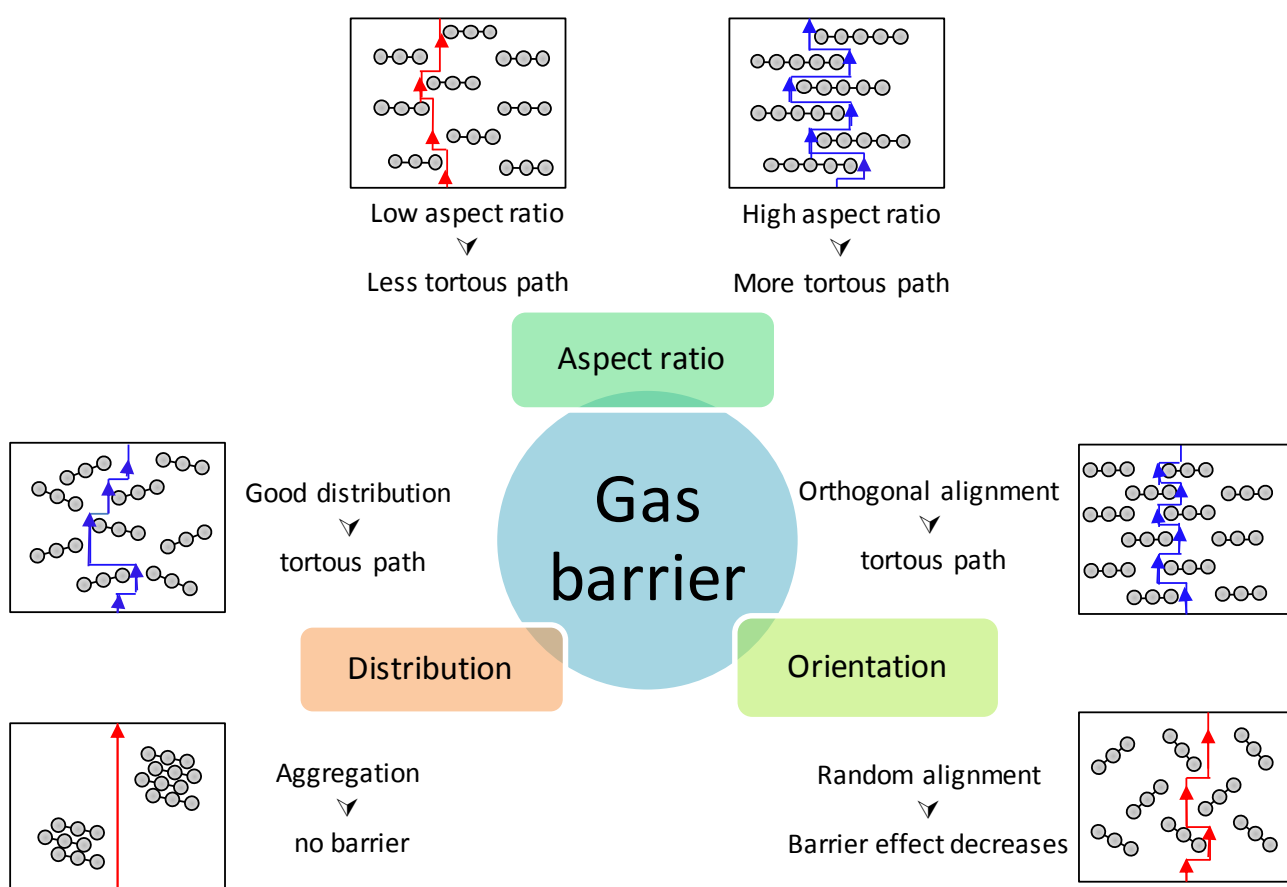 Low aspect ratio
Less tortous path
High aspect ratio
More tortous path
Aspect ratio
Gas
barrier
Good distribution
tortous path
Orthogonal alignment
tortous path
Distribution
Orientation
Aggregation
no barrier
Random alignment
Barrier effect decreases